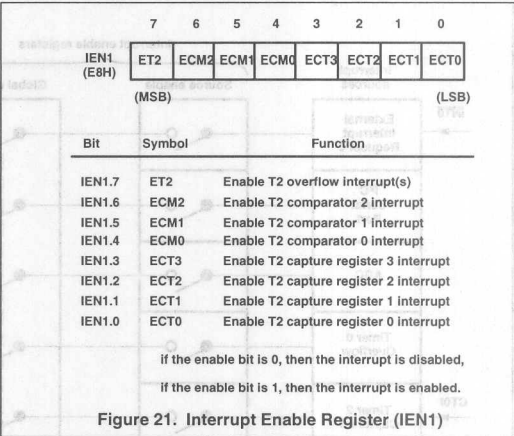 7 6 5 4 3 2 1 0
IEN1 (E8H) ET2 ECM2 ECM1 ECM0 ECT3 ECT2 ECT1 ECT0
(MSB) (LSB)
Bit Symbol Function
IEN1.7 ET2 Enable T2 overflow interrupt(s)
IEN1.6 ECM2 Enable T2 comparator 2 interrupt
IEN1.5 ECM1 Enable T2 comparator 1 interrupt
IEN1.4 ECM0 Enable T2 comparator 0 interrupt
IEN1.3 ECT3 Enable T2 capture register 3 interrupt
IEN1.2 ECT2 Enable T2 capture register 2 interrupt
IEN1.1 ECT1 Enable T2 capture register 1 interrupt
IEN1.0 ECT0 Enable T2 capture register 0 interrupt
if the enable bit is 0, then the interrupt is disabled,
if the enable bit is 1, then the interrupt is enabled.
Figure 21. Interrupt Enable Register (IEN1)